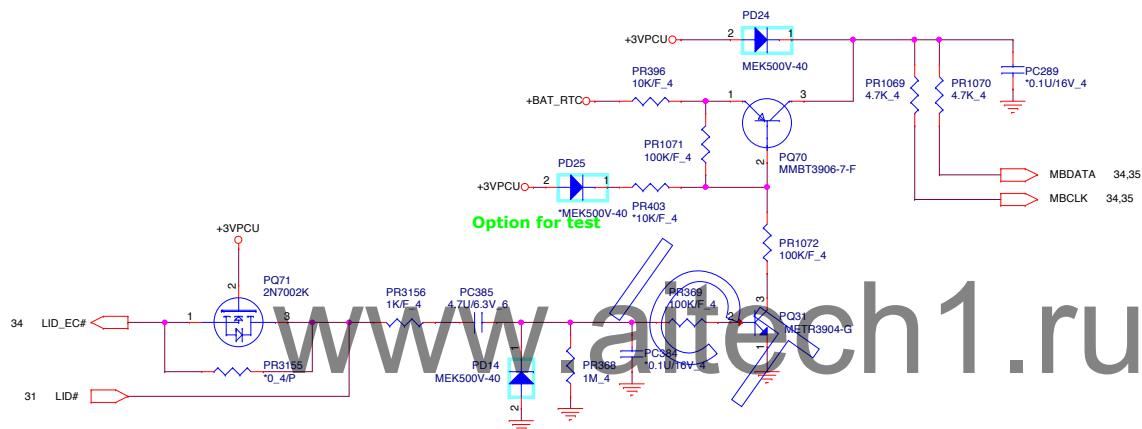 PD24
2
1
+3VPCU
MEK500V-40
PR396
10K/F_4
PC289
*0.1U/16V_4
PR1069
4.7K_4
PR1070
4.7K_4
+BAT_RTC
1
3
PR1071
100K/F_4
2
PQ70
MMBT3906-7-F
PD25
+3VPCU
2
1
MBDATA 34,35
*MEK500V-40
PR403
*10K/F_4
MBCLK 34,35
Option for test
+3VPCU
PR1072
100K/F_4
PQ71
2N7002K
2
PR3156
1K/F_4
PC385
4.7U/6.3V_6
PR369
100K/F_4
3
PQ31
METR3904-G
2
1
34 LID_EC#
1
3
www.aitech1.ru
PR3155
*0_4/P
1
PD14
MEK500V-40
2
PR368
1M_4
PC384
*0.1U/16V_4
31 LID#